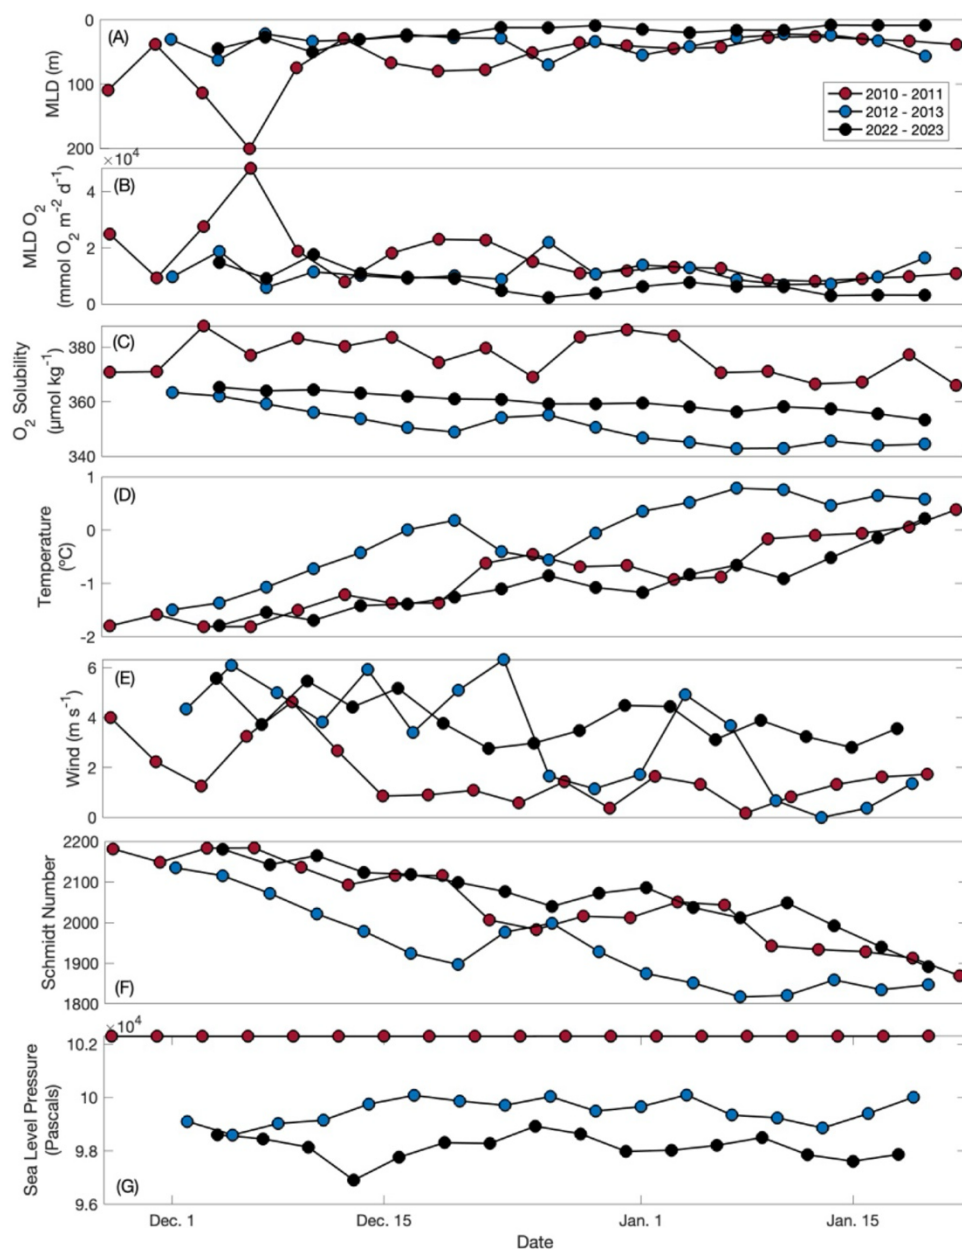 (A)
MLD (m)
0
100
200
2010 - 2011
2012 - 2013
2022 - 2023
×10⁴
(B)
MLD O₂
(mmol O₂ m⁻² d⁻¹)
4
2
0
(C)
O₂ Solubility
(μmol kg⁻¹)
380
360
340
(D)
Temperature
(°C)
1
0
-1
-2
(E)
Wind (m s⁻¹)
6
4
2
0
Schmidt Number
2200
2100
2000
1900
1800
(F)
×10⁴
Sea Level Pressure
(Pascals)
10.2
10
9.8
9.6
(G)
Dec. 1
Dec. 15
Jan. 1
Jan. 15
Date